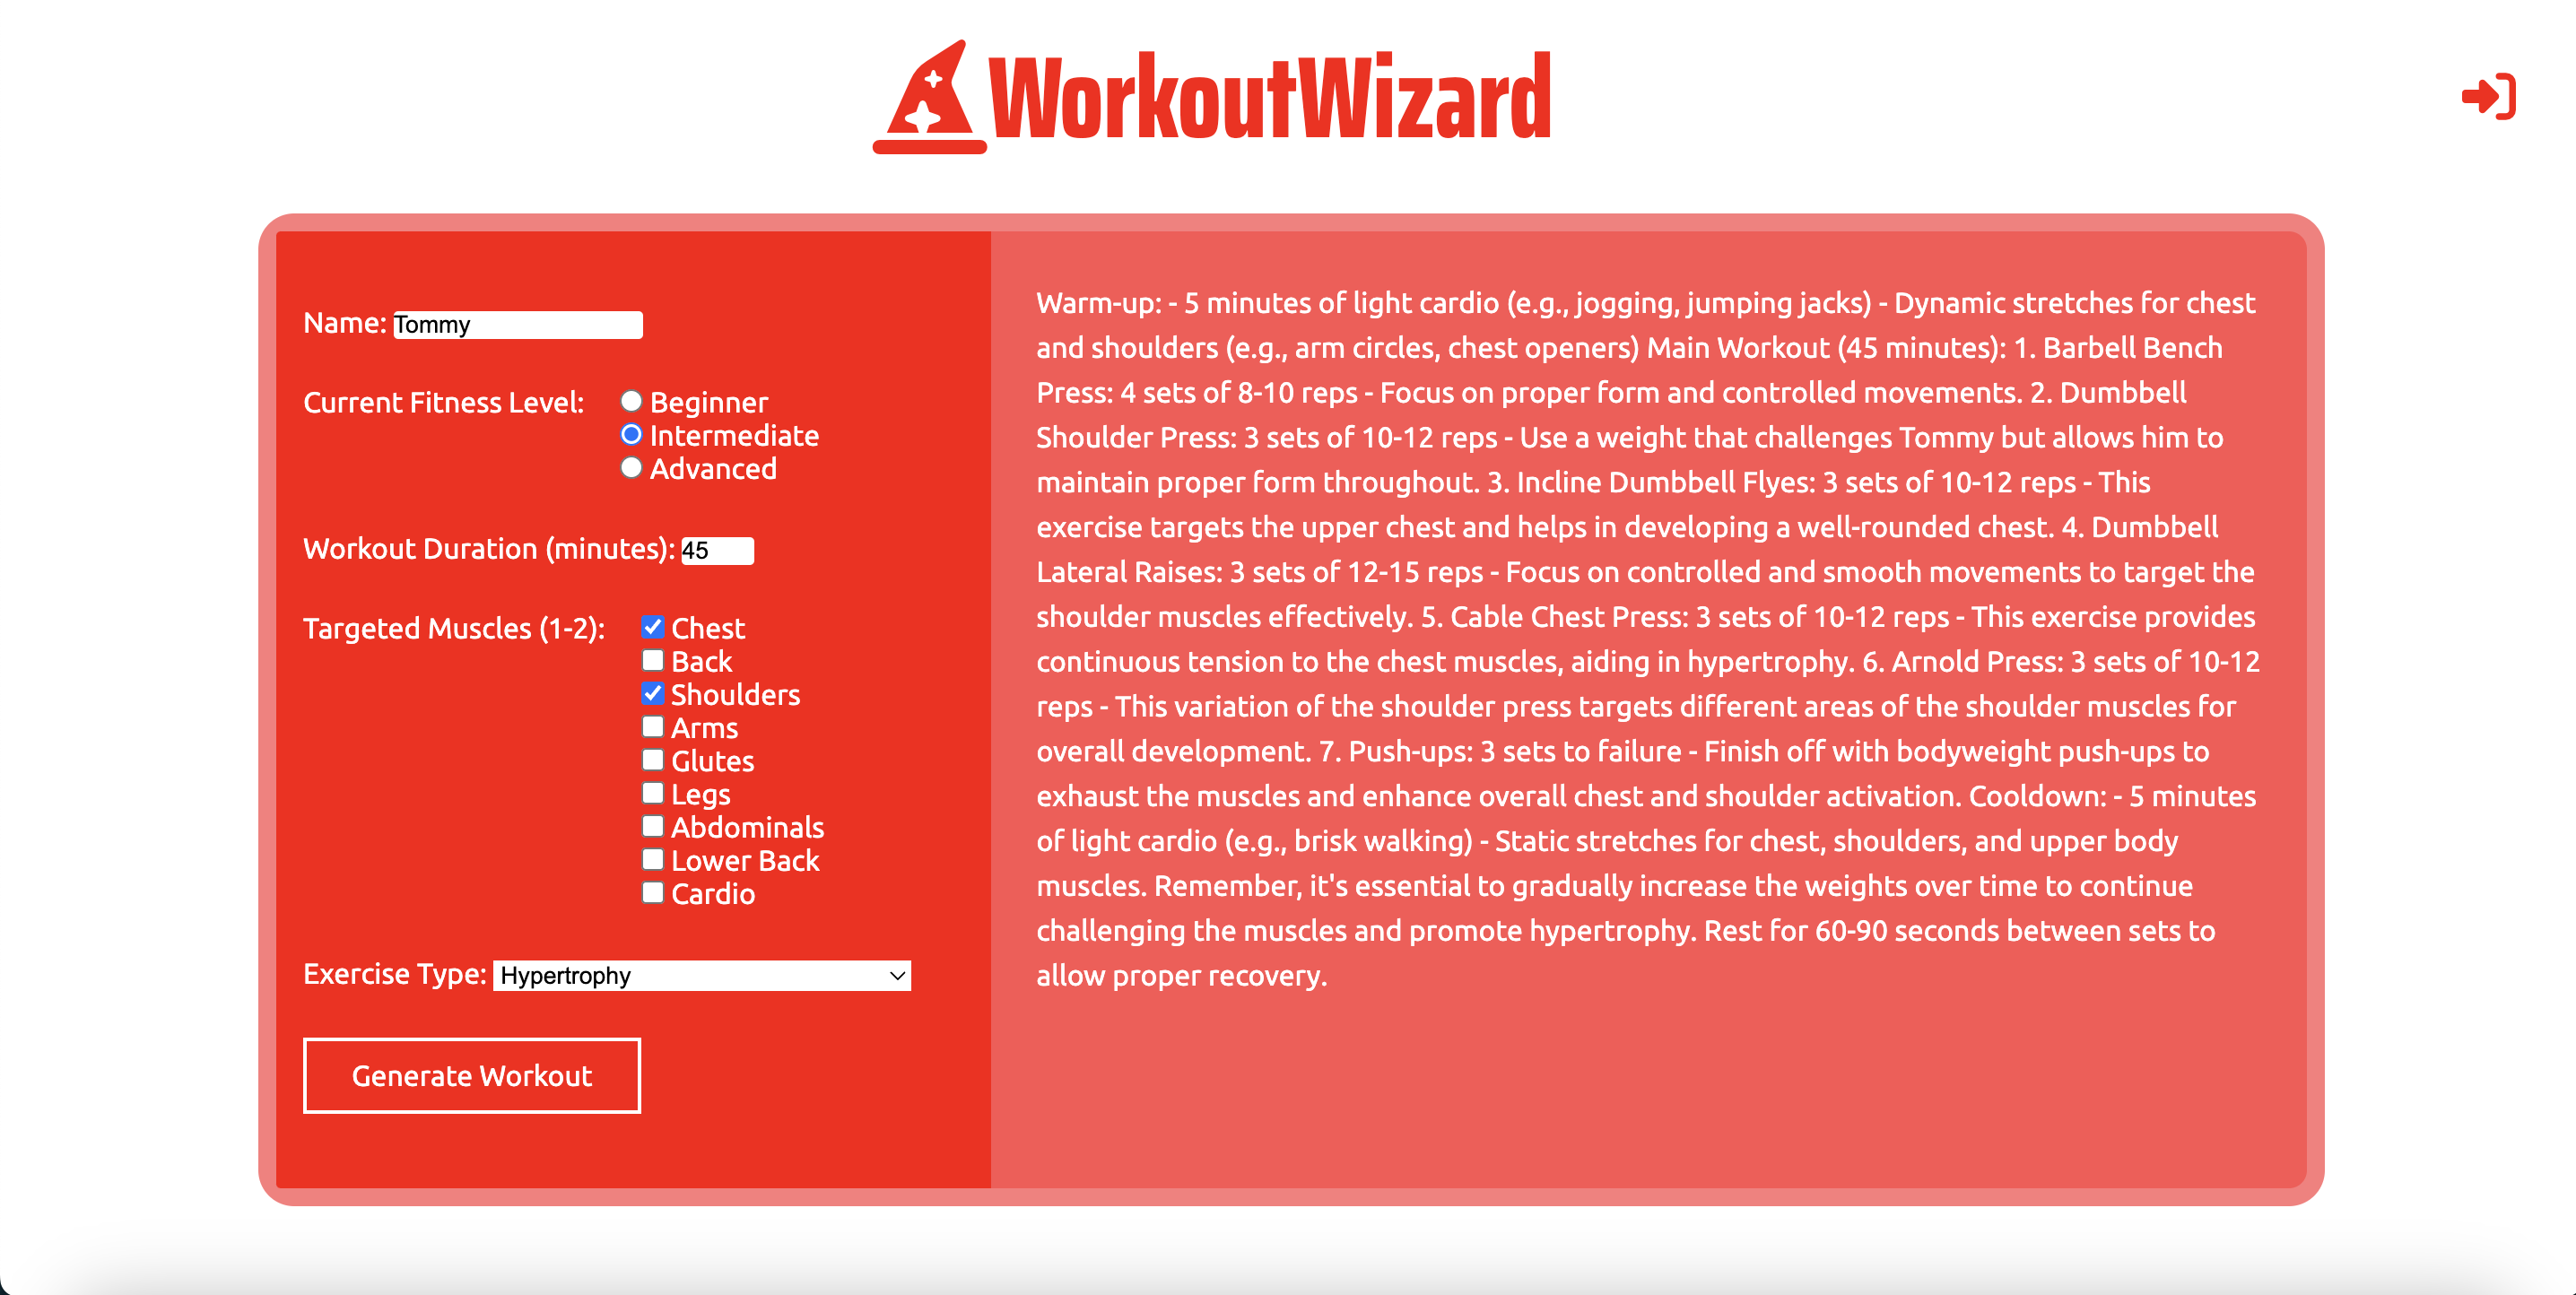 WorkoutWizard
Name: Tommy
Current Fitness Level:
Beginner
Intermediate
Advanced
Workout Duration (minutes): 45
Targeted Muscles (1-2):
Chest
Back
Shoulders
Arms
Glutes
Legs
Abdominals
Lower Back
Cardio
Exercise Type: Hypertrophy
Generate Workout
Warm-up: - 5 minutes of light cardio (e.g., jogging, jumping jacks) - Dynamic stretches for chest
and shoulders (e.g., arm circles, chest openers) Main Workout (45 minutes): 1. Barbell Bench
Press: 4 sets of 8-10 reps - Focus on proper form and controlled movements. 2. Dumbbell
Shoulder Press: 3 sets of 10-12 reps - Use a weight that challenges Tommy but allows him to
maintain proper form throughout. 3. Incline Dumbbell Flyes: 3 sets of 10-12 reps - This
exercise targets the upper chest and helps in developing a well-rounded chest. 4. Dumbbell
Lateral Raises: 3 sets of 12-15 reps - Focus on controlled and smooth movements to target the
shoulder muscles effectively. 5. Cable Chest Press: 3 sets of 10-12 reps - This exercise provides
continuous tension to the chest muscles, aiding in hypertrophy. 6. Arnold Press: 3 sets of 10-12
reps - This variation of the shoulder press targets different areas of the shoulder muscles for
overall development. 7. Push-ups: 3 sets to failure - Finish off with bodyweight push-ups to
exhaust the muscles and enhance overall chest and shoulder activation. Cooldown: - 5 minutes
of light cardio (e.g., brisk walking) - Static stretches for chest, shoulders, and upper body
muscles. Remember, it's essential to gradually increase the weights over time to continue
challenging the muscles and promote hypertrophy. Rest for 60-90 seconds between sets to
allow proper recovery.